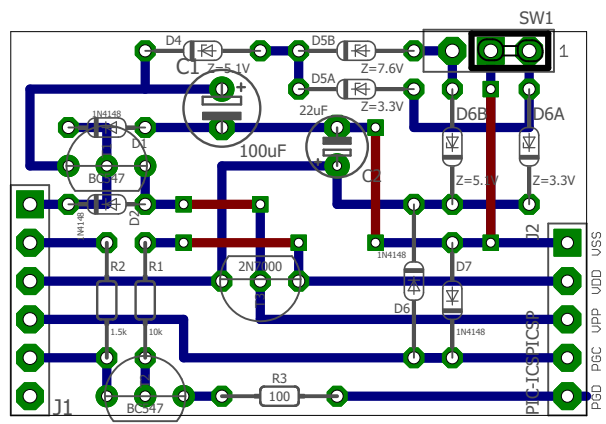 SW1
D4
D5B
C1
Z=5.1V
Z=7.6V
1
D5A
Z=3.3V
22uF
1N4148
D6B
D6A
D1
100uF
C2
BC547
Z=5.1V
Z=3.3V
1N4148
D2
J2
VSS
R2
R1
2N7000
1N4148
D7
VDD
T3
D6
VPP
1.5k
10k
1N4148
PIC-ICSPICSP
PGC
R3
100
BC547
J1
PGD